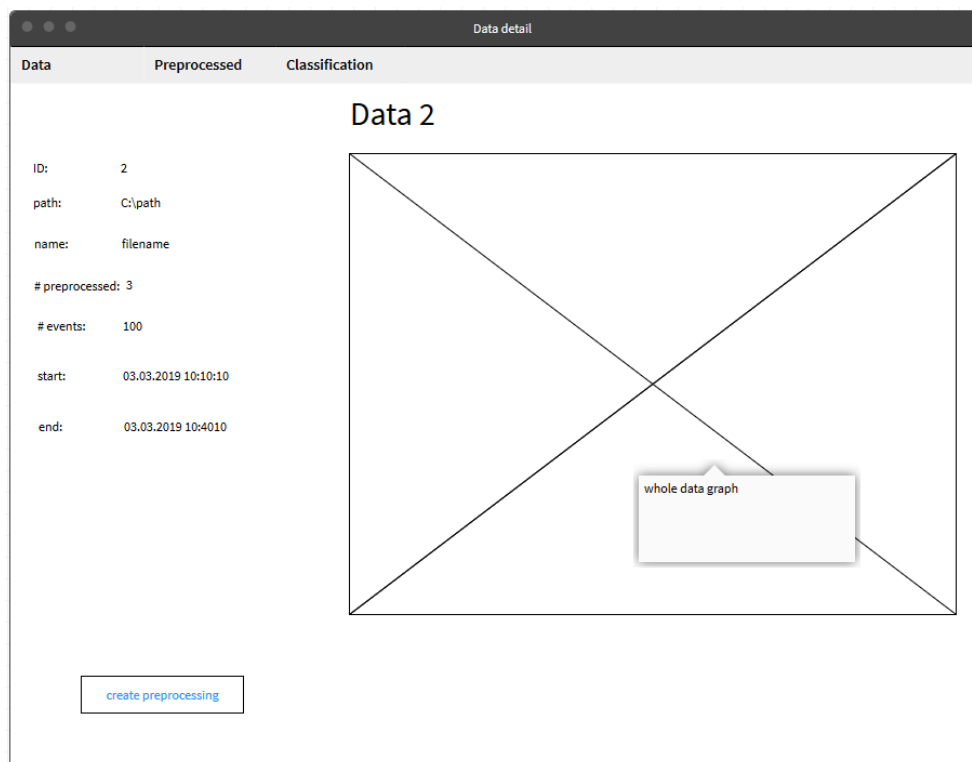 Data detail
Data Preprocessed Classification
Data 2
ID: 2
path: C:\path
name: filename
# preprocessed: 3
# events: 100
start: 03.03.2019 10:10:10
end: 03.03.2019 10:4010
whole data graph
create preprocessing